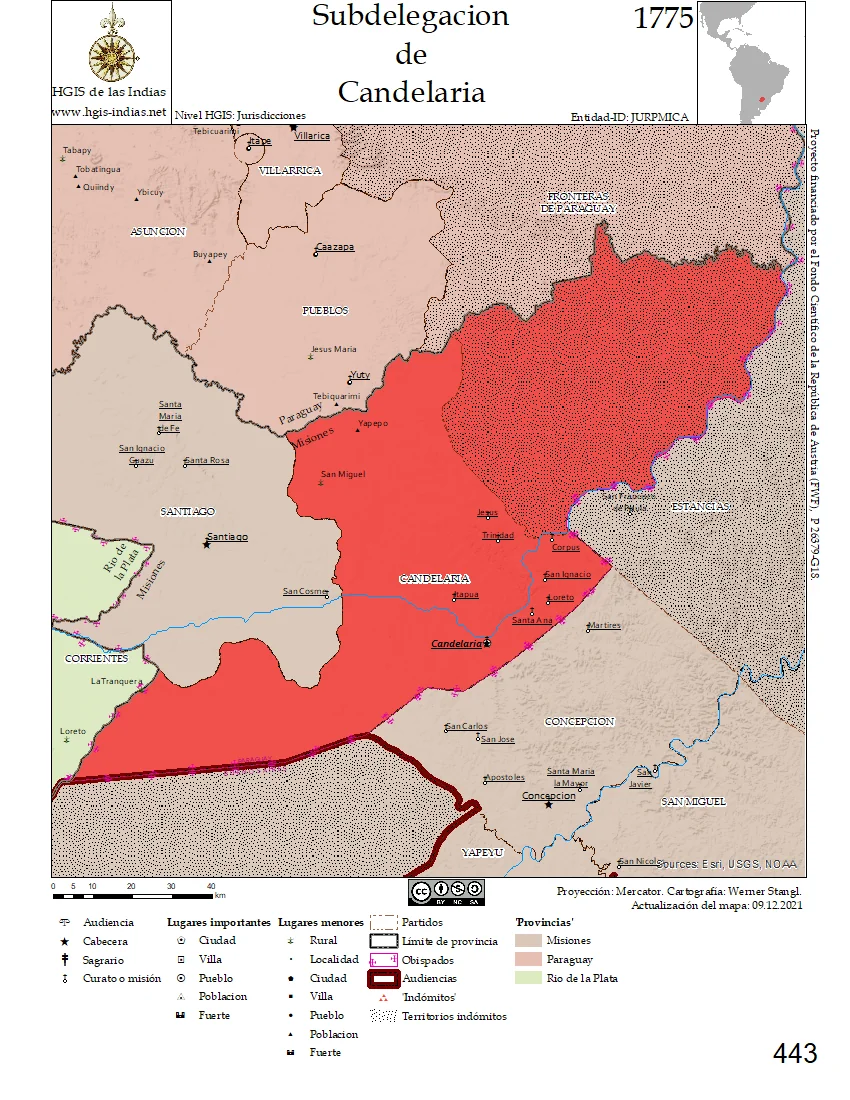 Subdelegacion
de
Candelaria
1775
HGIS de las Indias
www.hgis-indias.net
Nivel HGIS: Jurisdicciones
Entidad-ID: JURPMICA
Tebicuarimi
Itape
Villarica
Tabapy
Tobatingua
Quiindy
Ybicuy
VILLARRICA
FRONTERAS
DE PARAGUAY
ASUNCION
Buyapey
Caazapa
PUEBLOS
Jesus Maria
Yuty
Tebiquarimi
Paraguay
Misiones
Yapepo
Santa
Maria
de Fe
San Ignacio
Guazu
Santa Rosa
San Miguel
SANTIAGO
Santiago
Jesus
Trinidad
Corpus
ESTANCIAS
Rio de
la Plata
Misiones
San Cosme
CANDELARIA
San Ignacio
Itapua
Loreto
Santa Ana
Martires
Candelaria
CORRIENTES
La Tranquera
Loreto
San Carlos
San Jose
CONCEPCION
Apostoles
Santa Maria
la Mayor
San
Javier
Concepcion
SAN MIGUEL
YAPEYU
Sources: Esri, USGS, NOAA
Proyecto financiado por el Fondo Científico de la República de Austria (FWF), P 26379-G18.
0 5 10 20 30 40
km
CC BY NC SA
Proyección: Mercator. Cartografía: Werner Stangl.
Actualización del mapa: 09.12.2021
Audiencia
Cabecera
Sagrario
Curato o misión
Lugares importantes
Ciudad
Villa
Pueblo
Poblacion
Fuerte
Lugares menores
Rural
Localidad
Ciudad
Villa
Pueblo
Poblacion
Fuerte
Partidos
Límite de provincia
Obispados
Audiencias
'Indómitos'
Territorios indómitos
'Provincias'
Misiones
Paraguay
Rio de la Plata
443